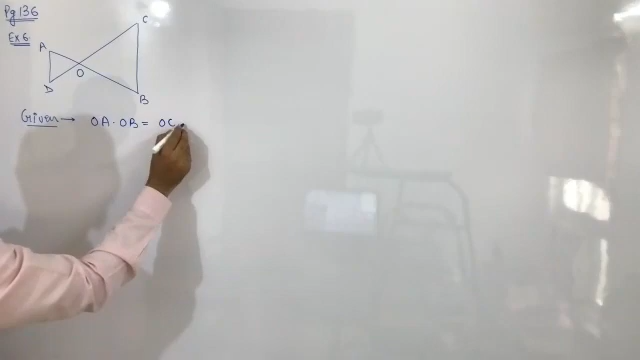 Pg 136
Ex 6.
C
A
O
D
B
Given → OA · OB = OC ·